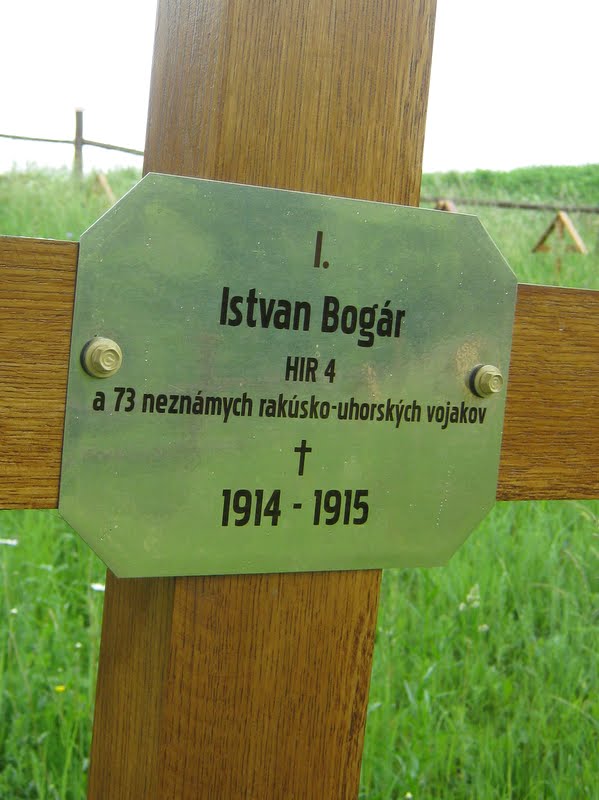 I.
Istvan Bogár
HIR 4
a 73 neznámych rakúsko-uhorských vojakov
†
1914 - 1915